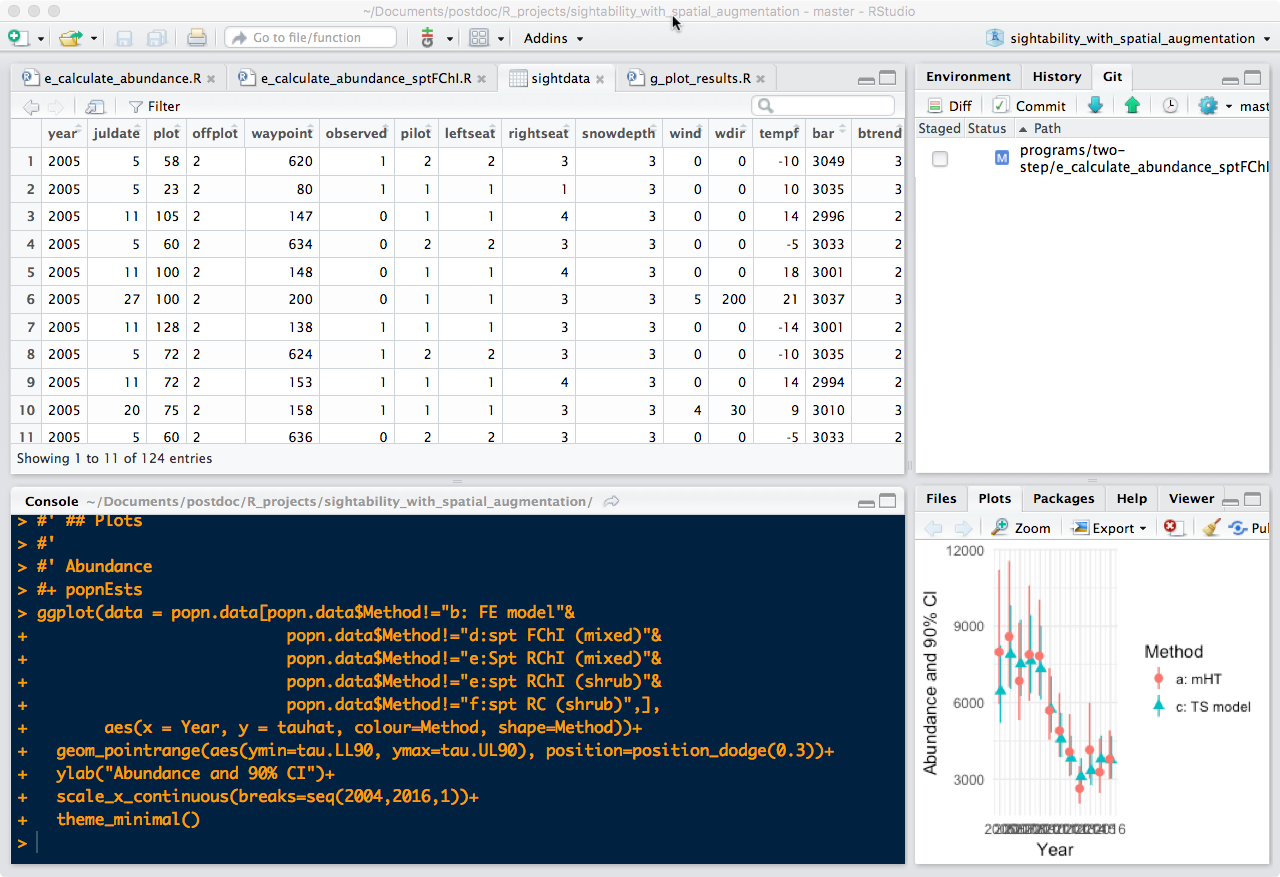 ~/Documents/postdoc/R_projects/sightability_with_spatial_augmentation - master - RStudio
Go to file/function Addins sightability_with_spatial_augmentation
e_calculate_abundance.R e_calculate_abundance_sptFChI.R sightdata g_plot_results.R
Filter
year juldate plot offplot waypoint observed pilot leftseat rightseat snowdepth wind wdir tempf bar btrend
1 2005 5 58 2 620 1 2 2 3 3 0 0 -10 3049 3
2 2005 5 23 2 80 1 1 1 1 3 0 0 10 3035 3
3 2005 11 105 2 147 0 1 1 4 3 0 0 14 2996 2
4 2005 5 60 2 634 0 2 2 3 3 0 0 -5 3033 2
5 2005 11 100 2 148 0 1 1 4 3 0 0 18 3001 2
6 2005 27 100 2 200 0 1 1 3 3 5 200 21 3037 3
7 2005 11 128 2 138 1 1 1 3 3 0 0 -14 3001 2
8 2005 5 72 2 624 1 2 2 3 3 0 0 -10 3035 2
9 2005 11 72 2 153 1 1 1 4 3 0 0 14 2994 2
10 2005 20 75 2 158 1 1 1 3 3 4 30 9 3010 3
11 2005 5 60 2 636 0 2 2 3 3 0 0 -5 3033 2
Showing 1 to 11 of 124 entries
Environment History Git
Diff Commit mast
Staged Status Path
M programs/two-
step/e_calculate_abundance_sptFChI
Console ~/Documents/postdoc/R_projects/sightability_with_spatial_augmentation/
> #' ## Plots
> #'
> #' Abundance
> #+ popnEsts
> ggplot(data = popn.data[popn.data$Method!="b: FE model"&
+ popn.data$Method!="d:spt FChI (mixed)"&
+ popn.data$Method!="e:Spt RChI (mixed)"&
+ popn.data$Method!="e:spt RChI (shrub)"&
+ popn.data$Method!="f:spt RC (shrub)",],
+ aes(x = Year, y = tauhat, colour=Method, shape=Method))+
+ geom_pointrange(aes(ymin=tau.LL90, ymax=tau.UL90), position=position_dodge(0.3))+
+ ylab("Abundance and 90% CI")+
+ scale_x_continuous(breaks=seq(2004,2016,1))+
+ theme_minimal()
>
Files Plots Packages Help Viewer
Zoom Export Pul
12000
9000
6000
3000
Abundance and 90% CI
Method
a: mHT
c: TS model
Year